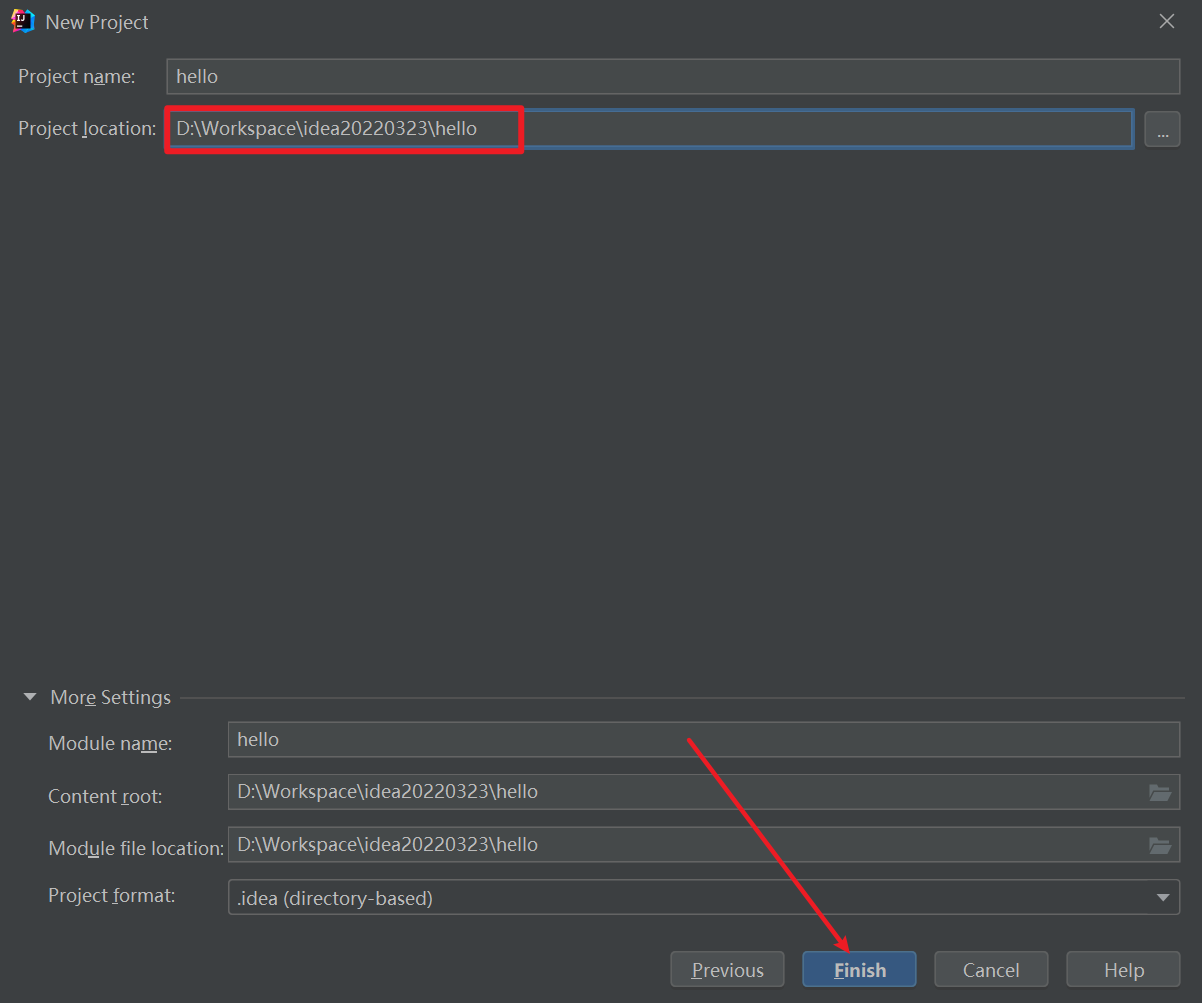 New Project
Project name: hello
Project location: D:\Workspace\idea20220323\hello ...
More Settings
Module name: hello
Content root: D:\Workspace\idea20220323\hello
Module file location: D:\Workspace\idea20220323\hello
Project format: .idea (directory-based)
Previous Finish Cancel Help